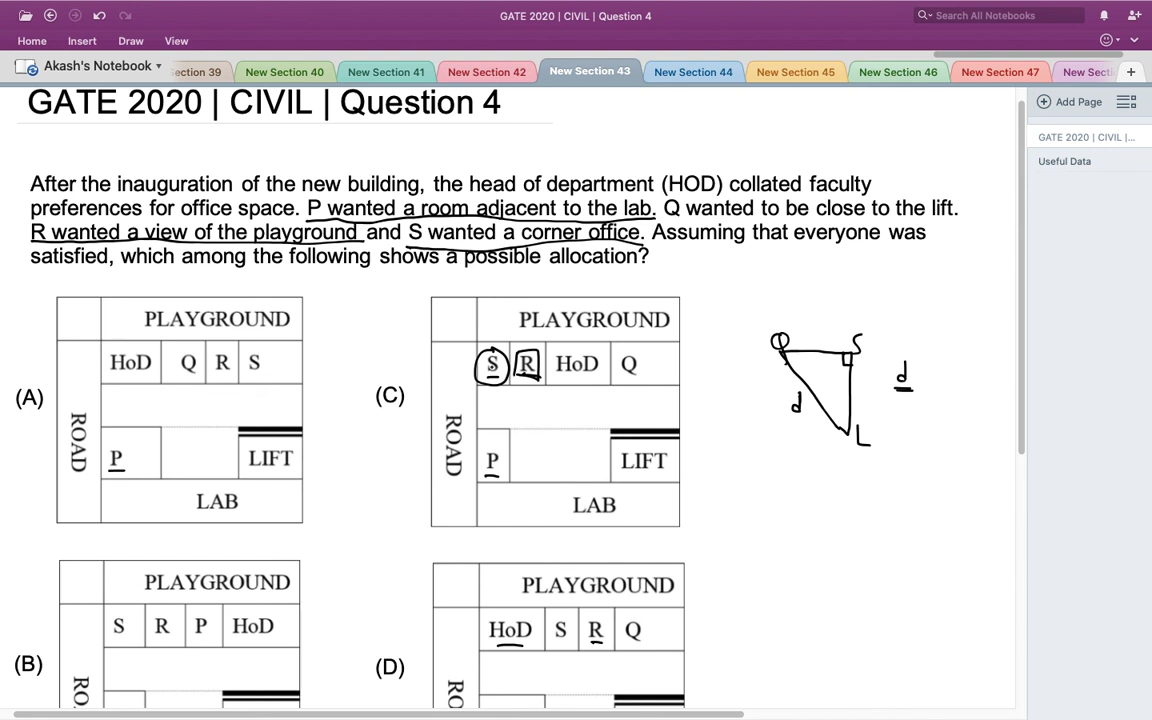 GATE 2020 | CIVIL | Question 4
Search All Notebooks
Home Insert Draw View
Akash's Notebook
ection 39 New Section 40 New Section 41 New Section 42 New Section 43 New Section 44 New Section 45 New Section 46 New Section 47 New Secti
Add Page
GATE 2020 | CIVIL | Question 4
GATE 2020 | CIVIL |...
Useful Data
After the inauguration of the new building, the head of department (HOD) collated faculty
preferences for office space. P wanted a room adjacent to the lab. Q wanted to be close to the lift.
R wanted a view of the playground and S wanted a corner office. Assuming that everyone was
satisfied, which among the following shows a possible allocation?
(A)
PLAYGROUND
HoD Q R S
ROAD
P LIFT
LAB
(C)
PLAYGROUND
S R HoD Q
ROAD
P LIFT
LAB
Q S
d
d
L
(B)
PLAYGROUND
S R P HoD
RO
(D)
PLAYGROUND
HoD S R Q
RO